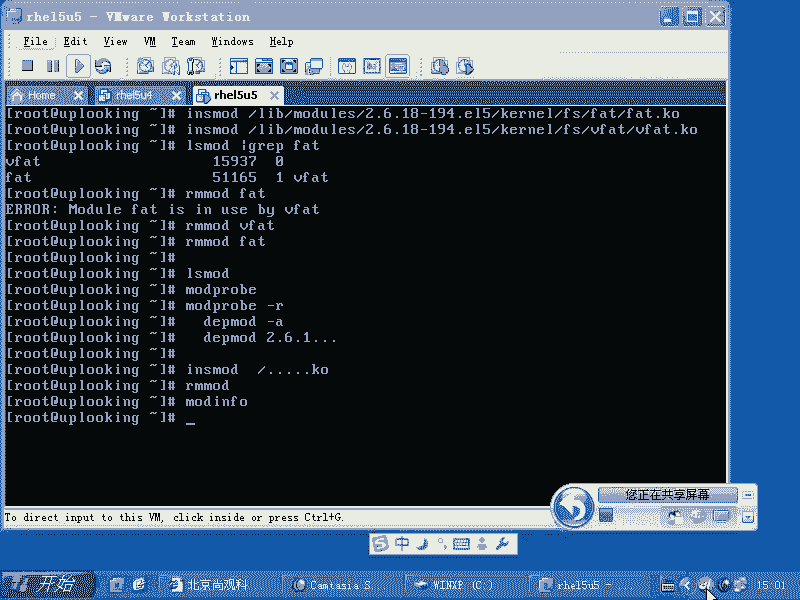 rhel5u5 - VMware Workstation
File Edit View VM Team Windows Help
Home rhel5u4 rhel5u5
[root@uplooking ~]# insmod /lib/modules/2.6.18-194.el5/kernel/fs/fat/fat.ko
[root@uplooking ~]# insmod /lib/modules/2.6.18-194.el5/kernel/fs/vfat/vfat.ko
[root@uplooking ~]# lsmod |grep fat
vfat 15937 0
fat 51165 1 vfat
[root@uplooking ~]# rmmod fat
ERROR: Module fat is in use by vfat
[root@uplooking ~]# rmmod vfat
[root@uplooking ~]# rmmod fat
[root@uplooking ~]#
[root@uplooking ~]# lsmod
[root@uplooking ~]# modprobe
[root@uplooking ~]# modprobe -r
[root@uplooking ~]# depmod -a
[root@uplooking ~]# depmod 2.6.1...
[root@uplooking ~]#
[root@uplooking ~]# insmod /.....ko
[root@uplooking ~]# rmmod
[root@uplooking ~]# modinfo
[root@uplooking ~]# _
您正在共享屏幕
To direct input to this VM, click inside or press Ctrl+G.
中
开始 北京尚观科 Camtasia S... WINXP (C:) rhel5u5 - 15:01